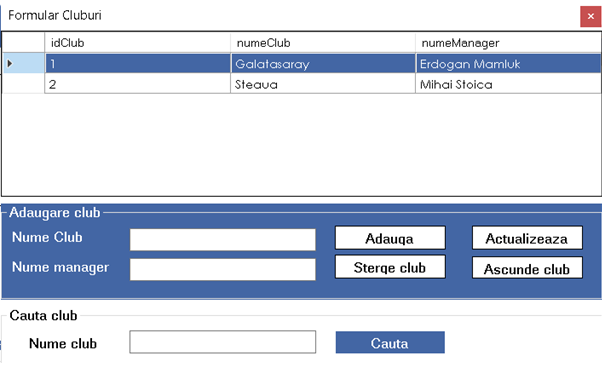 Formular Cluburi
idClub numeClub numeManager
1 Galatasaray Erdogan Mamluk
2 Steaua Mihai Stoica
Adaugare club
Nume Club Adauga Actualizeaza
Nume manager Sterge club Ascunde club
Cauta club
Nume club Cauta